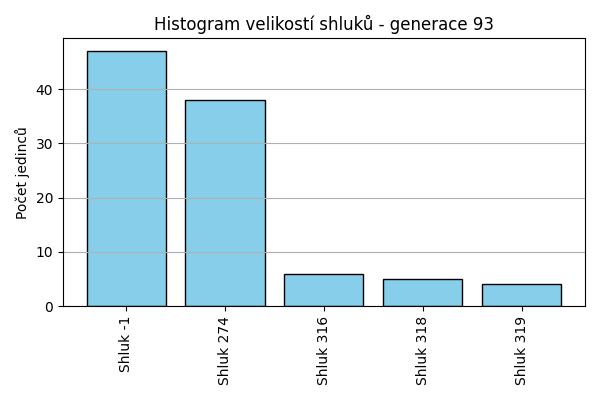 Histogram velikostí shluků - generace 93
Počet jedinců
40
30
20
10
0
Shluk -1
Shluk 274
Shluk 316
Shluk 318
Shluk 319